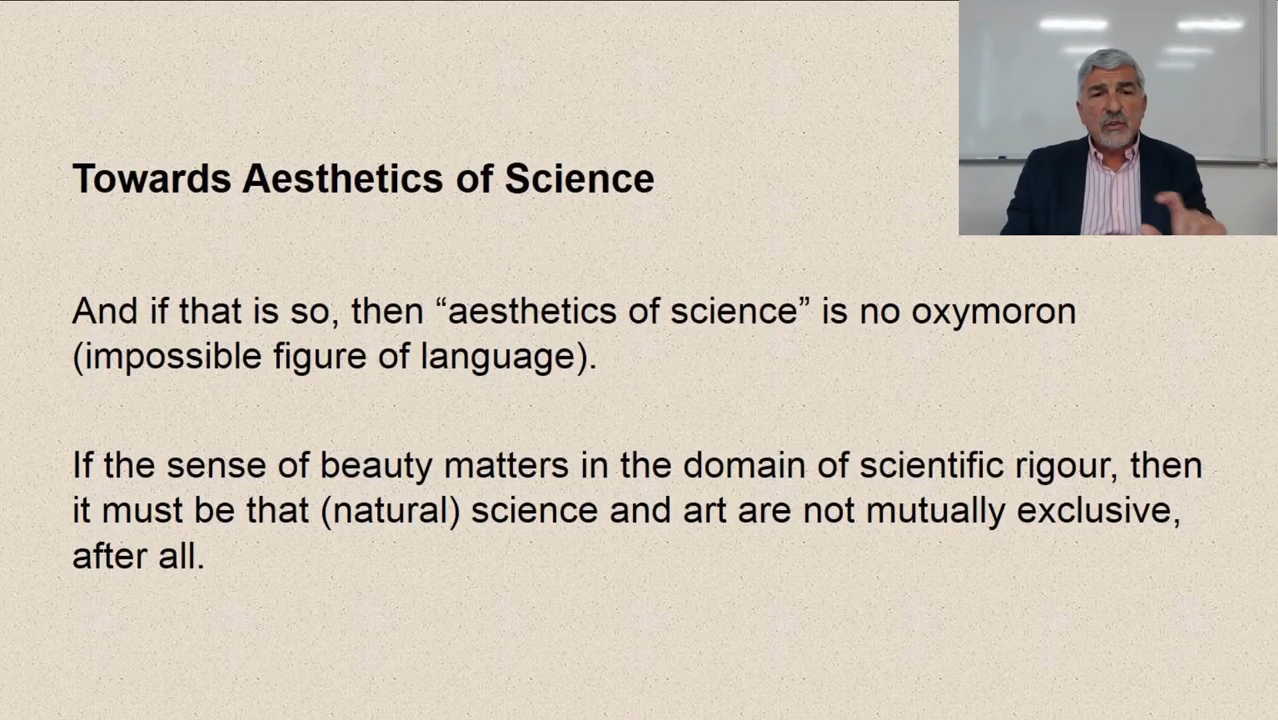 Towards Aesthetics of Science
And if that is so, then “aesthetics of science” is no oxymoron
(impossible figure of language).
If the sense of beauty matters in the domain of scientific rigour, then
it must be that (natural) science and art are not mutually exclusive,
after all.